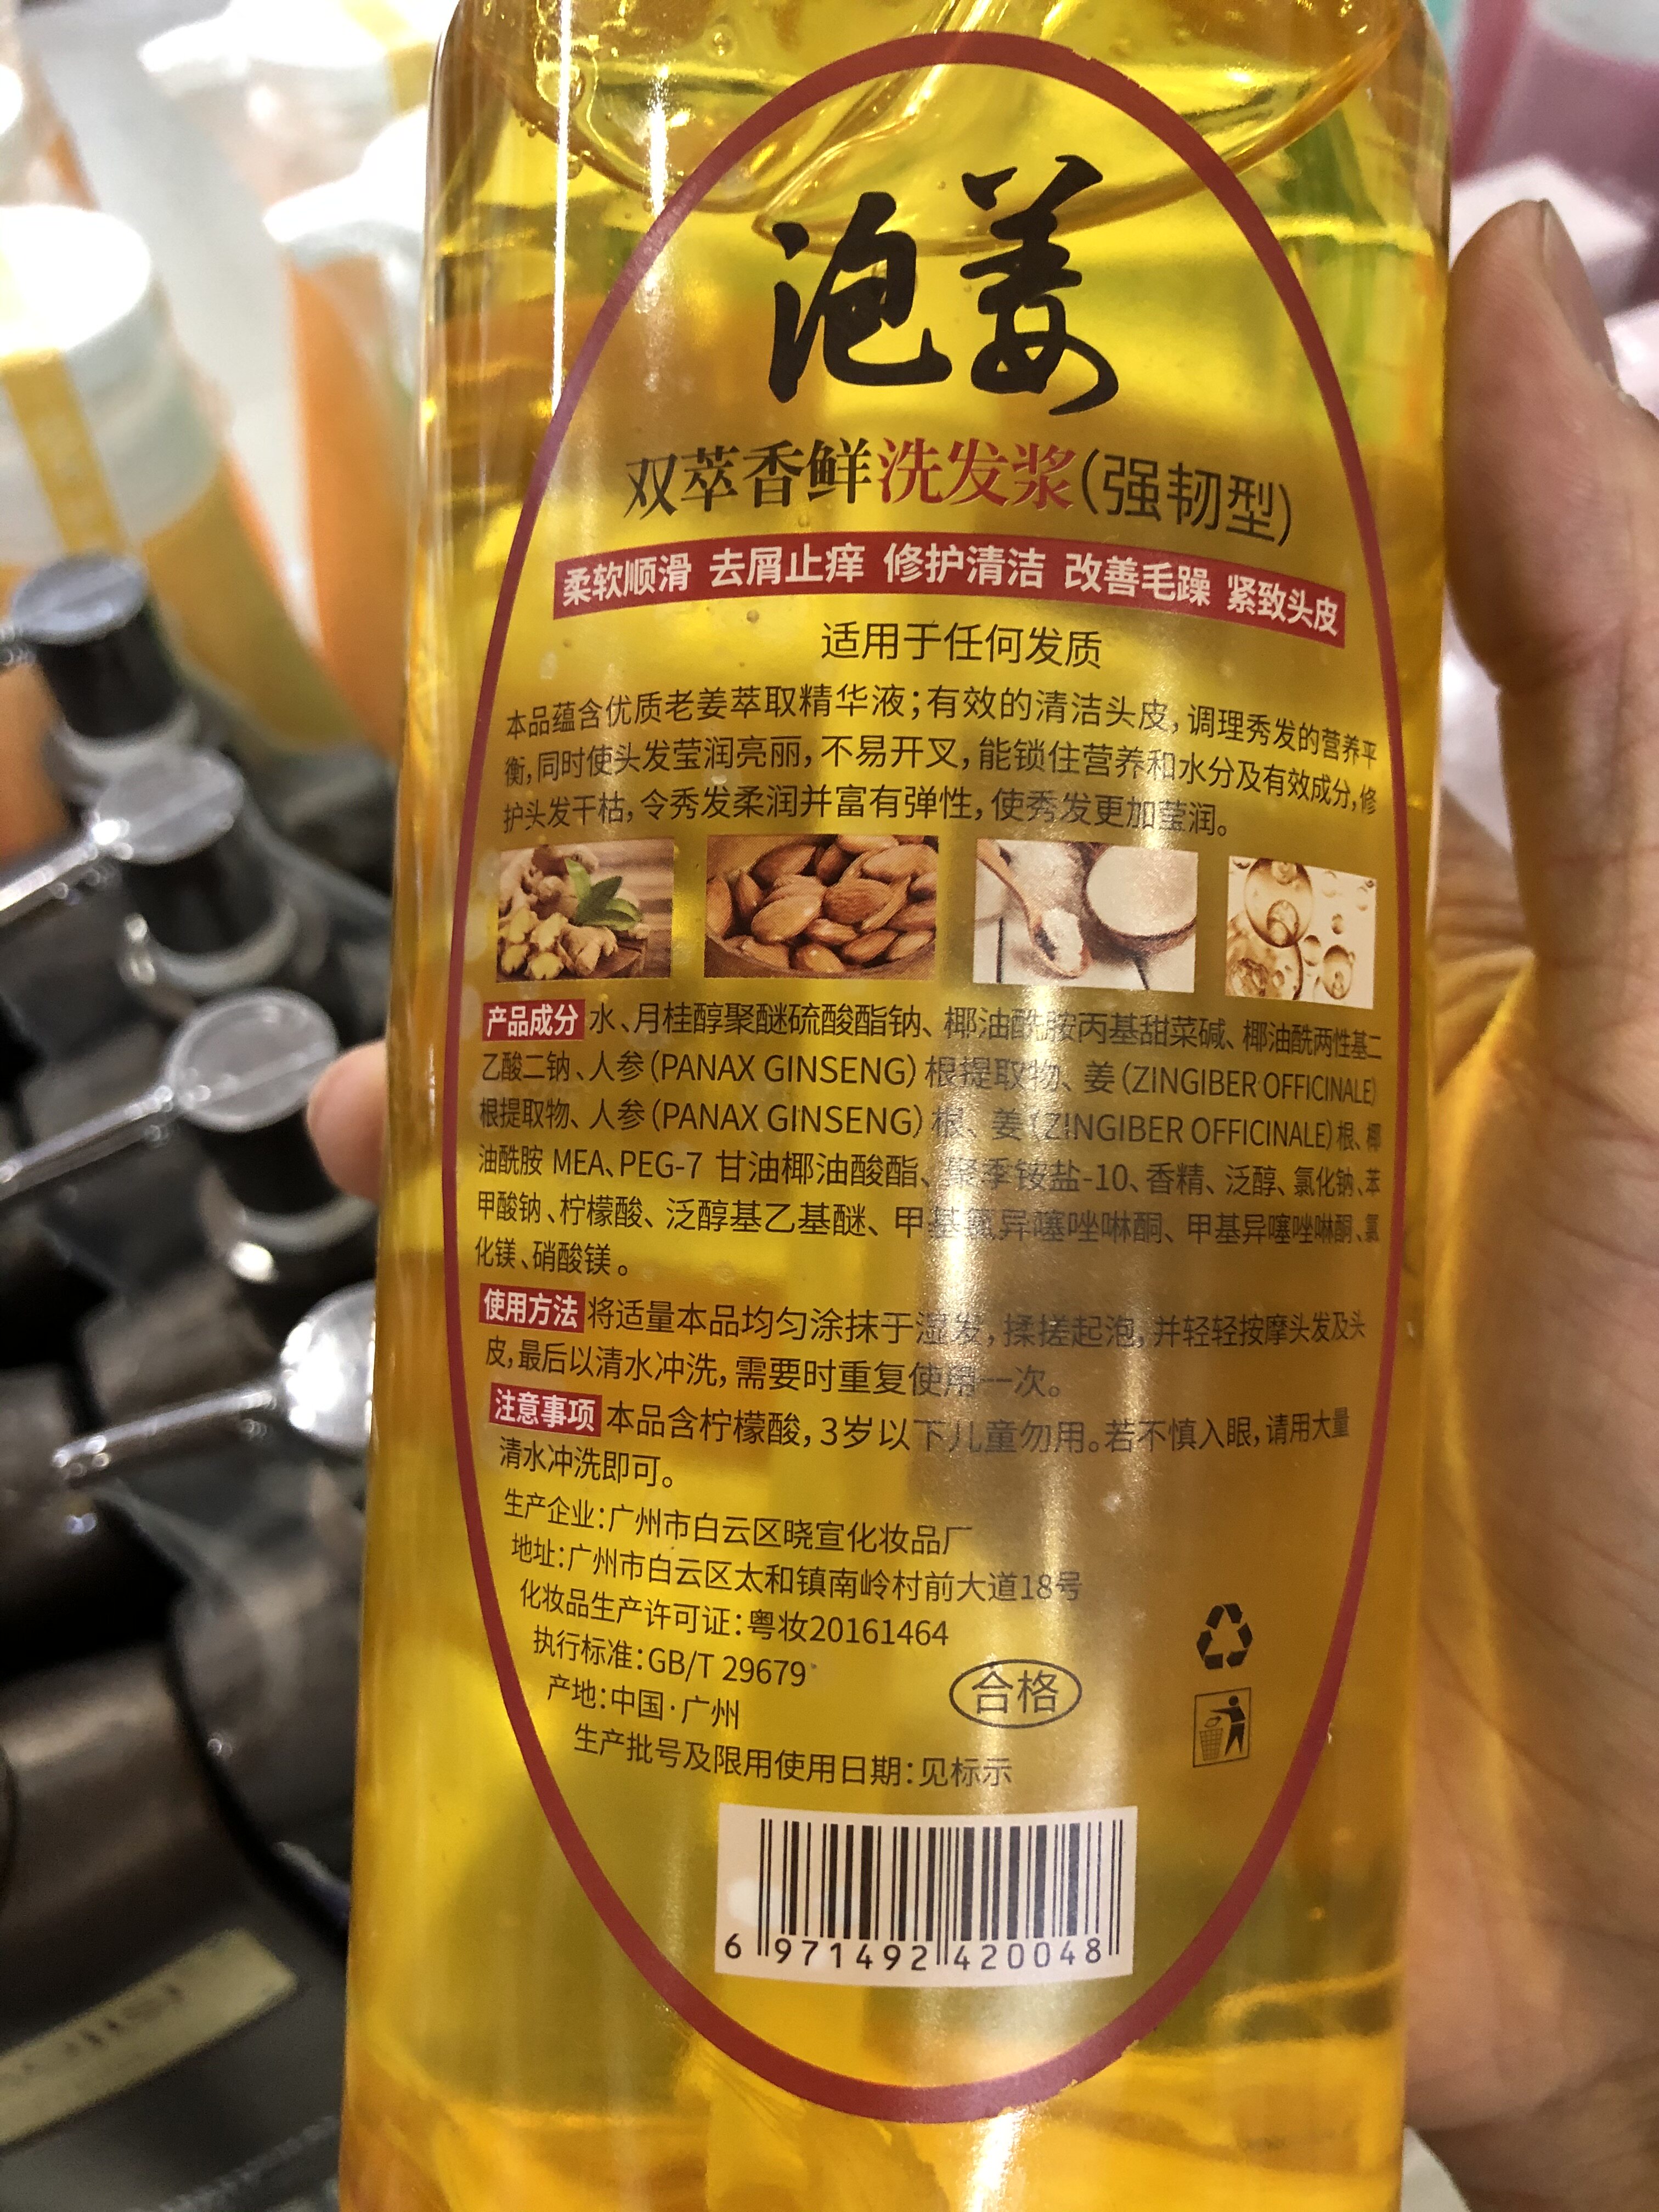 泡姜
双萃香鲜洗发浆(强韧型)
柔软顺滑 去屑止痒 修护清洁 改善毛躁 紧致头皮
适用于任何发质
本品蕴含优质老姜萃取精华液；有效的清洁头皮，调理秀发的营养平
衡，同时使头发莹润亮丽，不易开叉，能锁住营养和水分及有效成分，修
护头发干枯，令秀发柔润并富有弹性，使秀发更加莹润。
产品成分 水、月桂醇聚醚硫酸酯钠、椰油酰胺丙基甜菜碱、椰油酰两性基二
乙酸二钠、人参(PANAX GINSENG)根提取物、姜(ZINGIBER OFFICINALE)
根提取物、人参(PANAX GINSENG)根、姜(ZINGIBER OFFICINALE)根、椰
油酰胺 MEA、PEG-7 甘油椰油酸酯、聚季铵盐-10、香精、泛醇、氯化钠、苯
甲酸钠、柠檬酸、泛醇基乙基醚、甲基氯异噻唑啉酮、甲基异噻唑啉酮、氯
化镁、硝酸镁。
使用方法 将适量本品均匀涂抹于湿发，揉搓起泡，并轻轻按摩头发及头
皮，最后以清水冲洗，需要时重复使用一次。
注意事项 本品含柠檬酸，3岁以下儿童勿用。若不慎入眼，请用大量
清水冲洗即可。
生产企业：广州市白云区晓宣化妆品厂
地址：广州市白云区太和镇南岭村前大道18号
化妆品生产许可证：粤妆20161464
执行标准：GB/T 29679
产地：中国·广州
合格
生产批号及限用使用日期：见标示
6 971492 420048